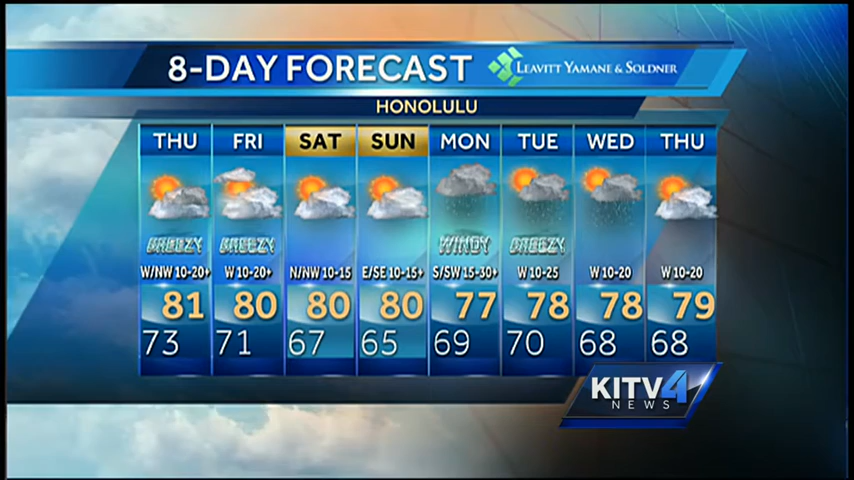 8-DAY FORECAST LEAVITT YAMANE & SOLDNER
HONOLULU
THU FRI SAT SUN MON TUE WED THU
BREEZY BREEZY WINDY BREEZY
W/NW 10-20+ W 10-20+ N/NW 10-15 E/SE 10-15+ S/SW 15-30+ W 10-25 W 10-20 W 10-20
81 80 80 80 77 78 78 79
73 71 67 65 69 70 68 68
KITV4
NEWS